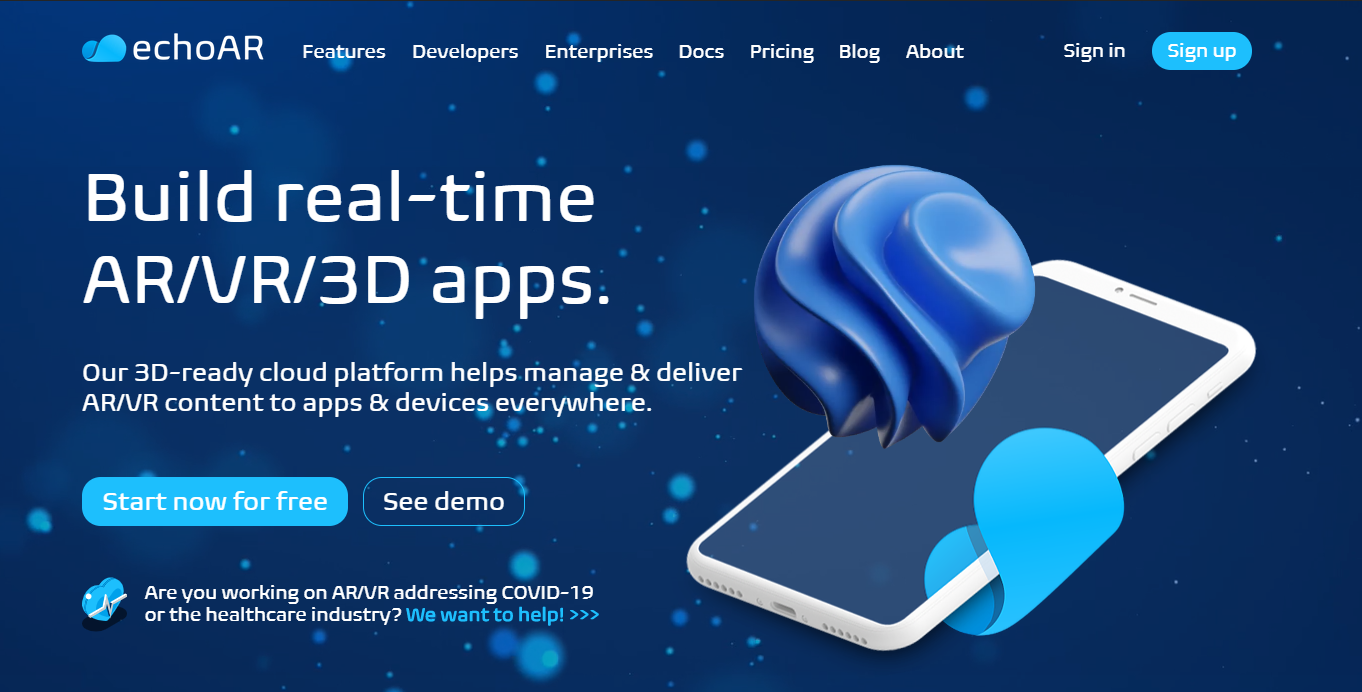 echoAR
Features Developers Enterprises Docs Pricing Blog About
Sign in Sign up
Build real-time
AR/VR/3D apps.
Our 3D-ready cloud platform helps manage & deliver
AR/VR content to apps & devices everywhere.
Start now for free See demo
Are you working on AR/VR addressing COVID-19
or the healthcare industry? We want to help! >>>